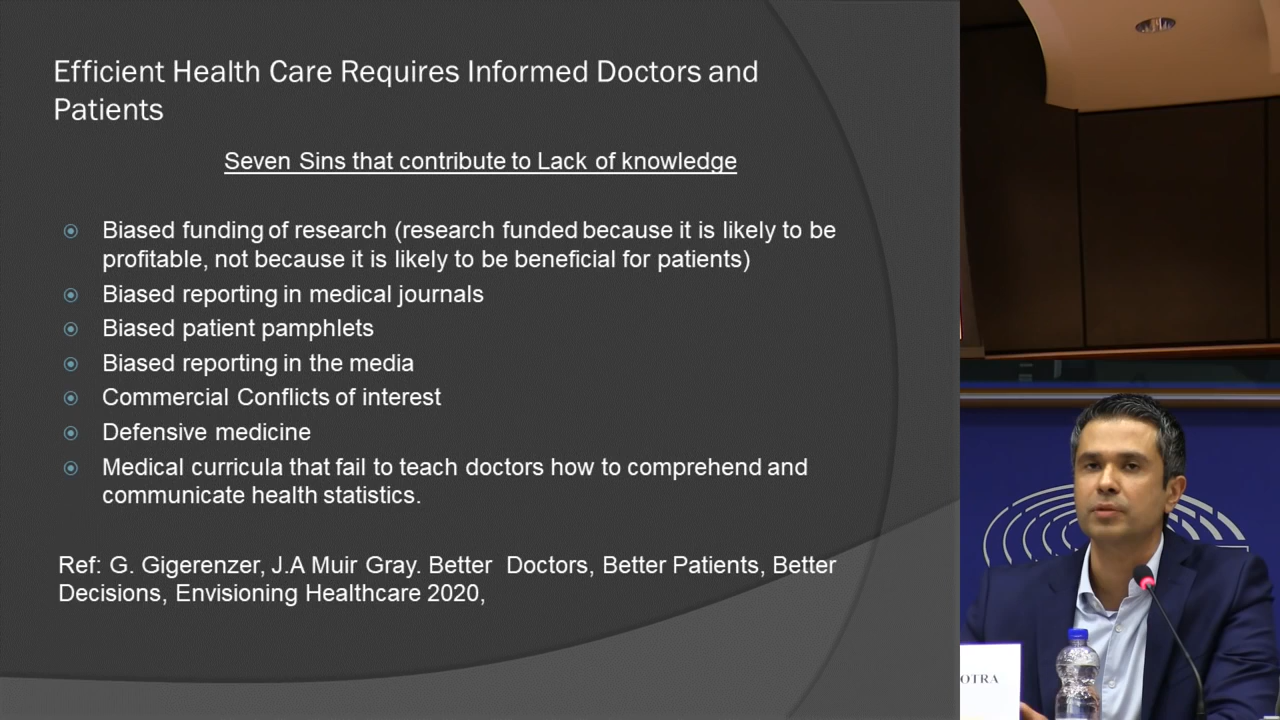 Efficient Health Care Requires Informed Doctors and
Patients
Seven Sins that contribute to Lack of knowledge
Biased funding of research (research funded because it is likely to be
profitable, not because it is likely to be beneficial for patients)
Biased reporting in medical journals
Biased patient pamphlets
Biased reporting in the media
Commercial Conflicts of interest
Defensive medicine
Medical curricula that fail to teach doctors how to comprehend and
communicate health statistics.
Ref: G. Gigerenzer, J.A Muir Gray. Better Doctors, Better Patients, Better
Decisions, Envisioning Healthcare 2020,
OTRA